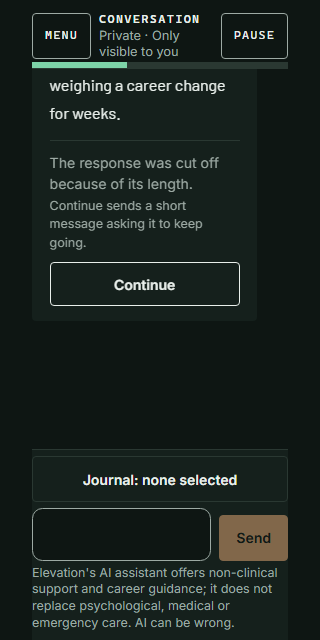 MENU
CONVERSATION
Private · Only
visible to you
PAUSE
weighing a career change
for weeks.
The response was cut off
because of its length.
Continue sends a short
message asking it to keep
going.
Continue
Journal: none selected
Send
Elevation's AI assistant offers non-clinical
support and career guidance; it does not
replace psychological, medical or
emergency care. AI can be wrong.